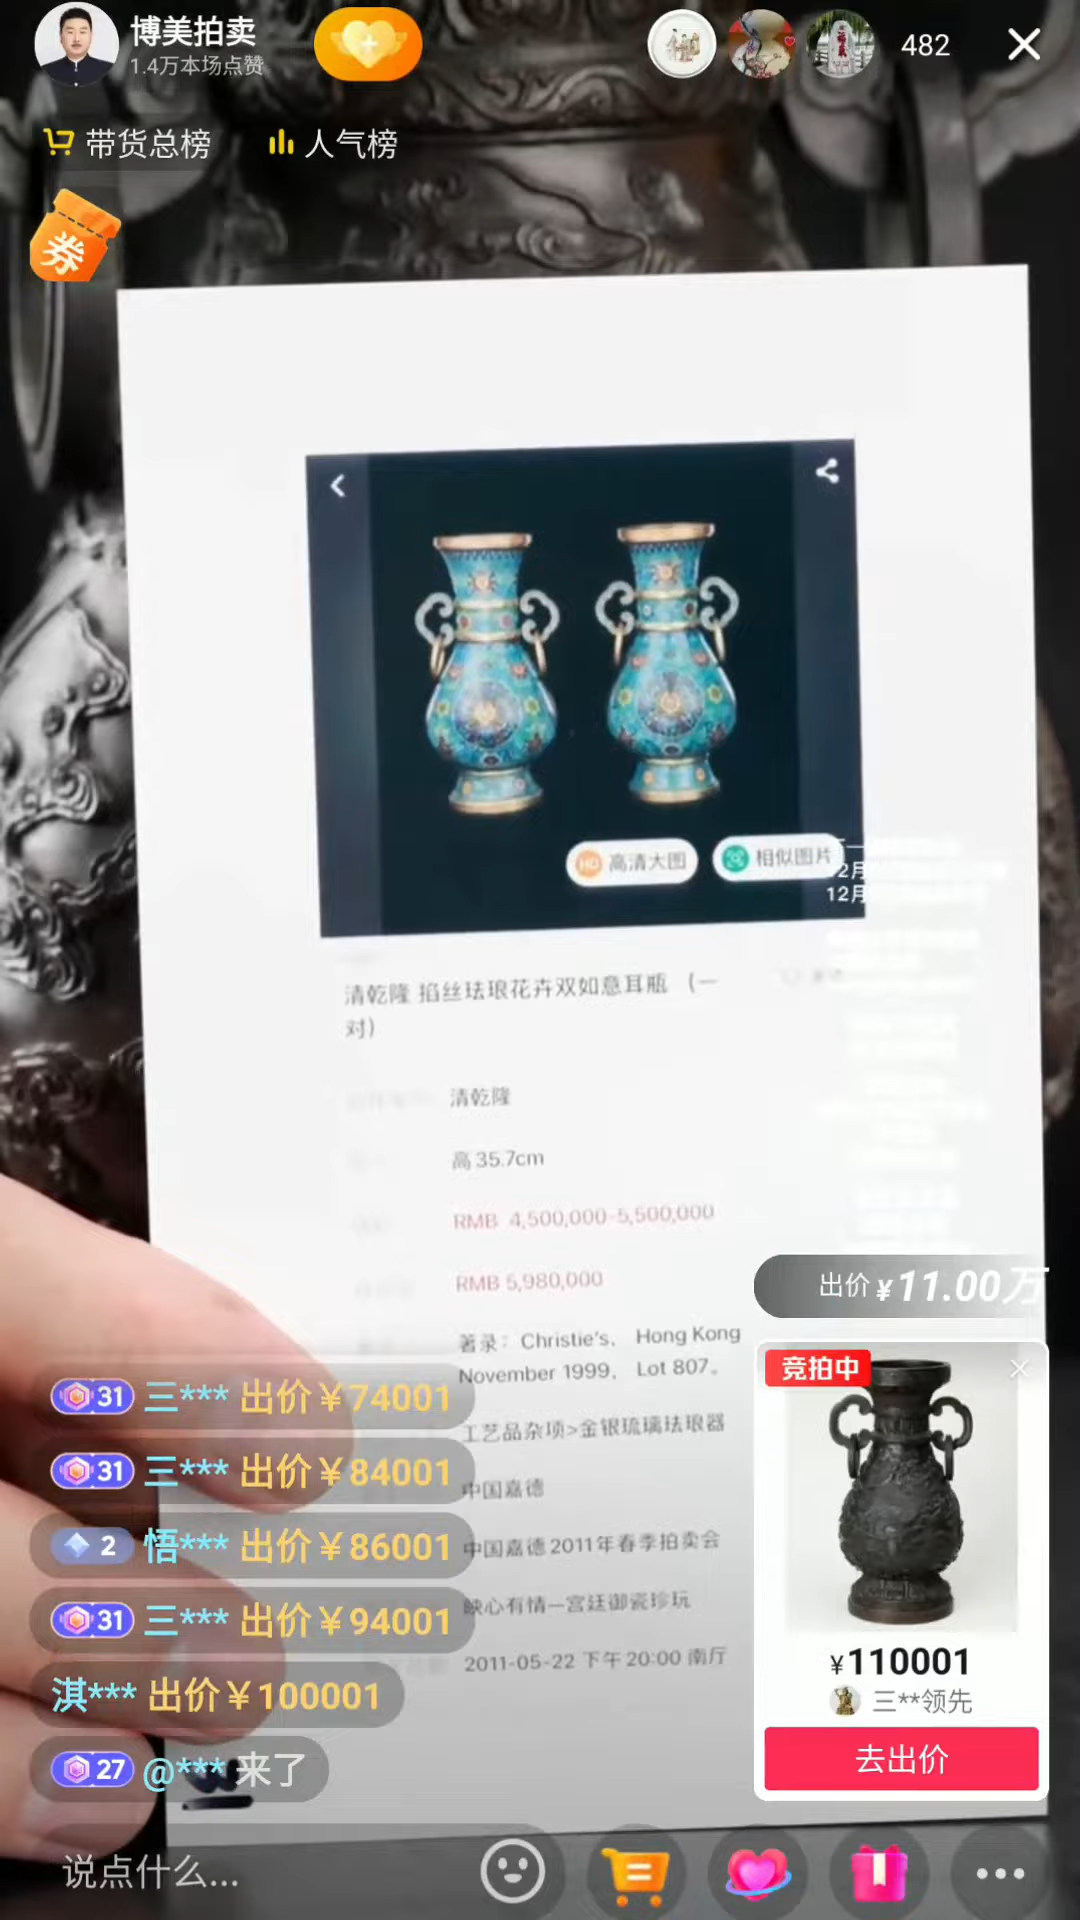 博美拍卖
1.4万本场点赞
482
带货总榜
人气榜
券
HD 高清大图
相似图片
2月
12月
清乾隆 掐丝珐琅花卉双如意耳瓶 （一
对）
清乾隆
高 35.7cm
RMB 4,500,000-5,500,000
RMB 5,980,000
著录：Christie's, Hong Kong
November 1999, Lot 807。
工艺品杂项>金银琉璃珐琅器
中国嘉德
中国嘉德2011年春季拍卖会
映心有情—宫廷御瓷珍玩
2011-05-22 下午 20:00 南厅
出价 ¥11.00万
竞拍中
¥110001
三**领先
去出价
31 三*** 出价￥74001
31 三*** 出价￥84001
2 悟*** 出价￥86001
31 三*** 出价￥94001
淇*** 出价￥100001
27 @*** 来了
说点什么...